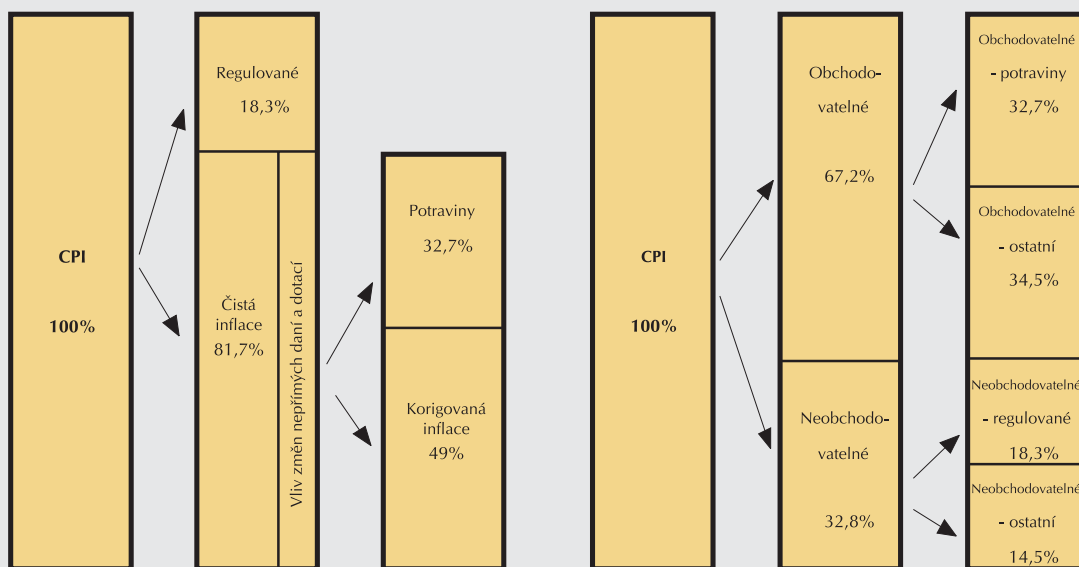 CPI
100%
Regulované
18,3%
Čistá
inflace
81,7%
Vliv změn nepřímých daní a dotací
Potraviny
32,7%
Korigovaná
inflace
49%
CPI
100%
Obchodo-
vatelné
67,2%
Neobchodo-
vatelné
32,8%
Obchodovatelné
- potraviny
32,7%
Obchodovatelné
- ostatní
34,5%
Neobchodovatelné
- regulované
18,3%
Neobchodovatelné
- ostatní
14,5%